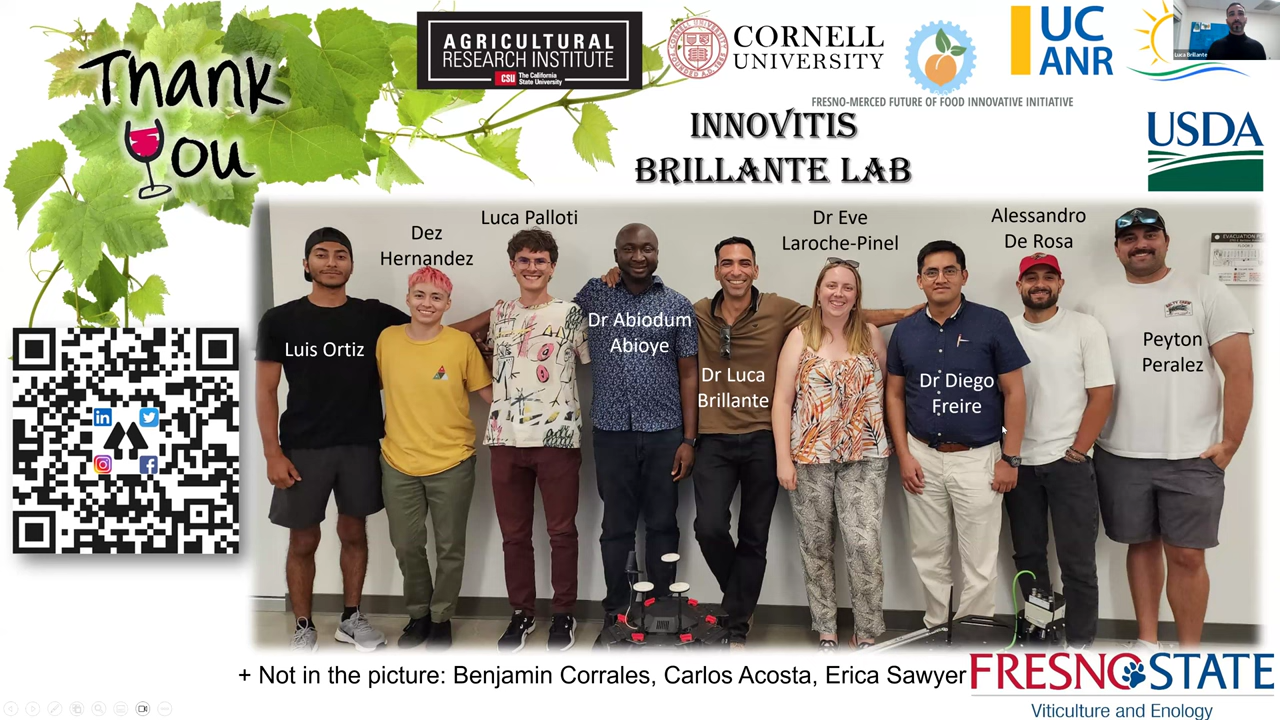 Thank
You
AGRICULTURAL
RESEARCH INSTITUTE
CSU The California
State University
CORNELL
UNIVERSITY
FRESNO-MERCED FUTURE OF FOOD INNOVATIVE INITIATIVE
UC
ANR
Luca Brillante
USDA
INNOVITIS
BRILLANTE LAB
Luis Ortiz
Dez
Hernandez
Luca Palloti
Dr Abiodum
Abioye
Dr Luca
Brillante
Dr Eve
Laroche-Pinel
Dr Diego
Freire
Alessandro
De Rosa
Peyton
Peralez
+ Not in the picture: Benjamin Corrales, Carlos Acosta, Erica Sawyer
FRESNO STATE
Viticulture and Enology